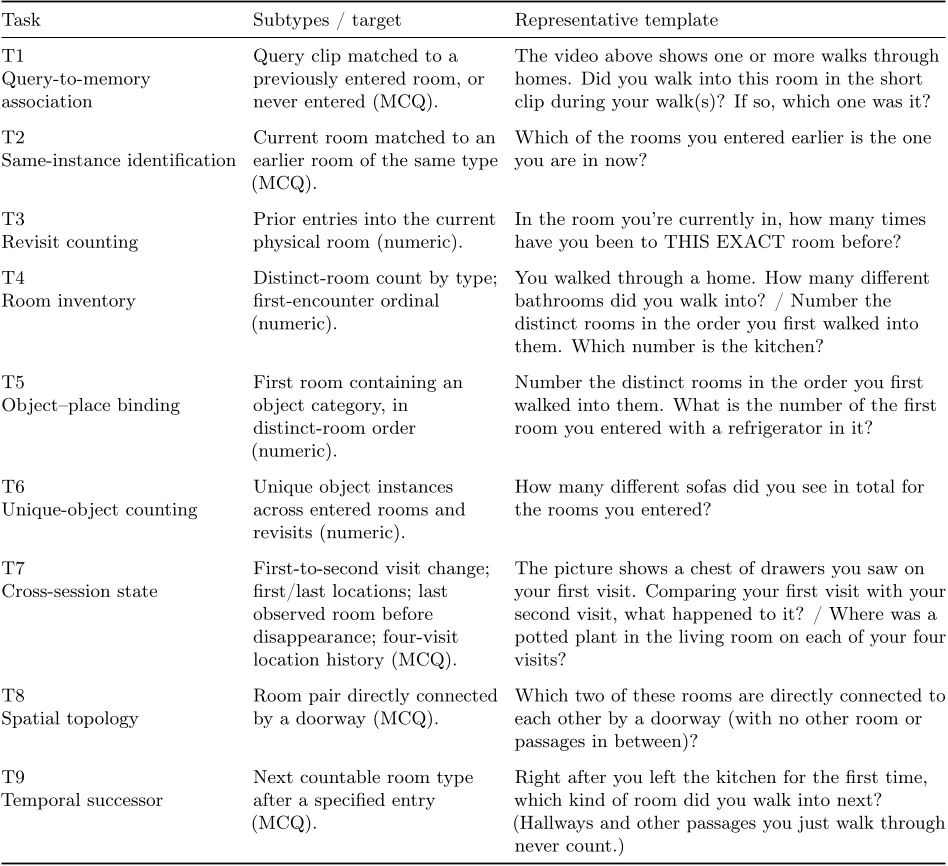 Task Subtypes / target Representative template
T1 Query clip matched to a The video above shows one or more walks through
Query-to-memory previously entered room, or homes. Did you walk into this room in the short
association never entered (MCQ). clip during your walk(s)? If so, which one was it?
T2 Current room matched to an Which of the rooms you entered earlier is the one
Same-instance identification earlier room of the same type you are in now?
(MCQ).
T3 Prior entries into the current In the room you're currently in, how many times
Revisit counting physical room (numeric). have you been to THIS EXACT room before?
T4 Distinct-room count by type; You walked through a home. How many different
Room inventory first-encounter ordinal bathrooms did you walk into? / Number the
(numeric). distinct rooms in the order you first walked into
them. Which number is the kitchen?
T5 First room containing an Number the distinct rooms in the order you first
Object–place binding object category, in walked into them. What is the number of the first
distinct-room order room you entered with a refrigerator in it?
(numeric).
T6 Unique object instances How many different sofas did you see in total for
Unique-object counting across entered rooms and the rooms you entered?
revisits (numeric).
T7 First-to-second visit change; The picture shows a chest of drawers you saw on
Cross-session state first/last locations; last your first visit. Comparing your first visit with your
observed room before second visit, what happened to it? / Where was a
disappearance; four-visit potted plant in the living room on each of your four
location history (MCQ). visits?
T8 Room pair directly connected Which two of these rooms are directly connected to
Spatial topology by a doorway (MCQ). each other by a doorway (with no other room or
passages in between)?
T9 Next countable room type Right after you left the kitchen for the first time,
Temporal successor after a specified entry which kind of room did you walk into next?
(MCQ). (Hallways and other passages you just walk through
never count.)